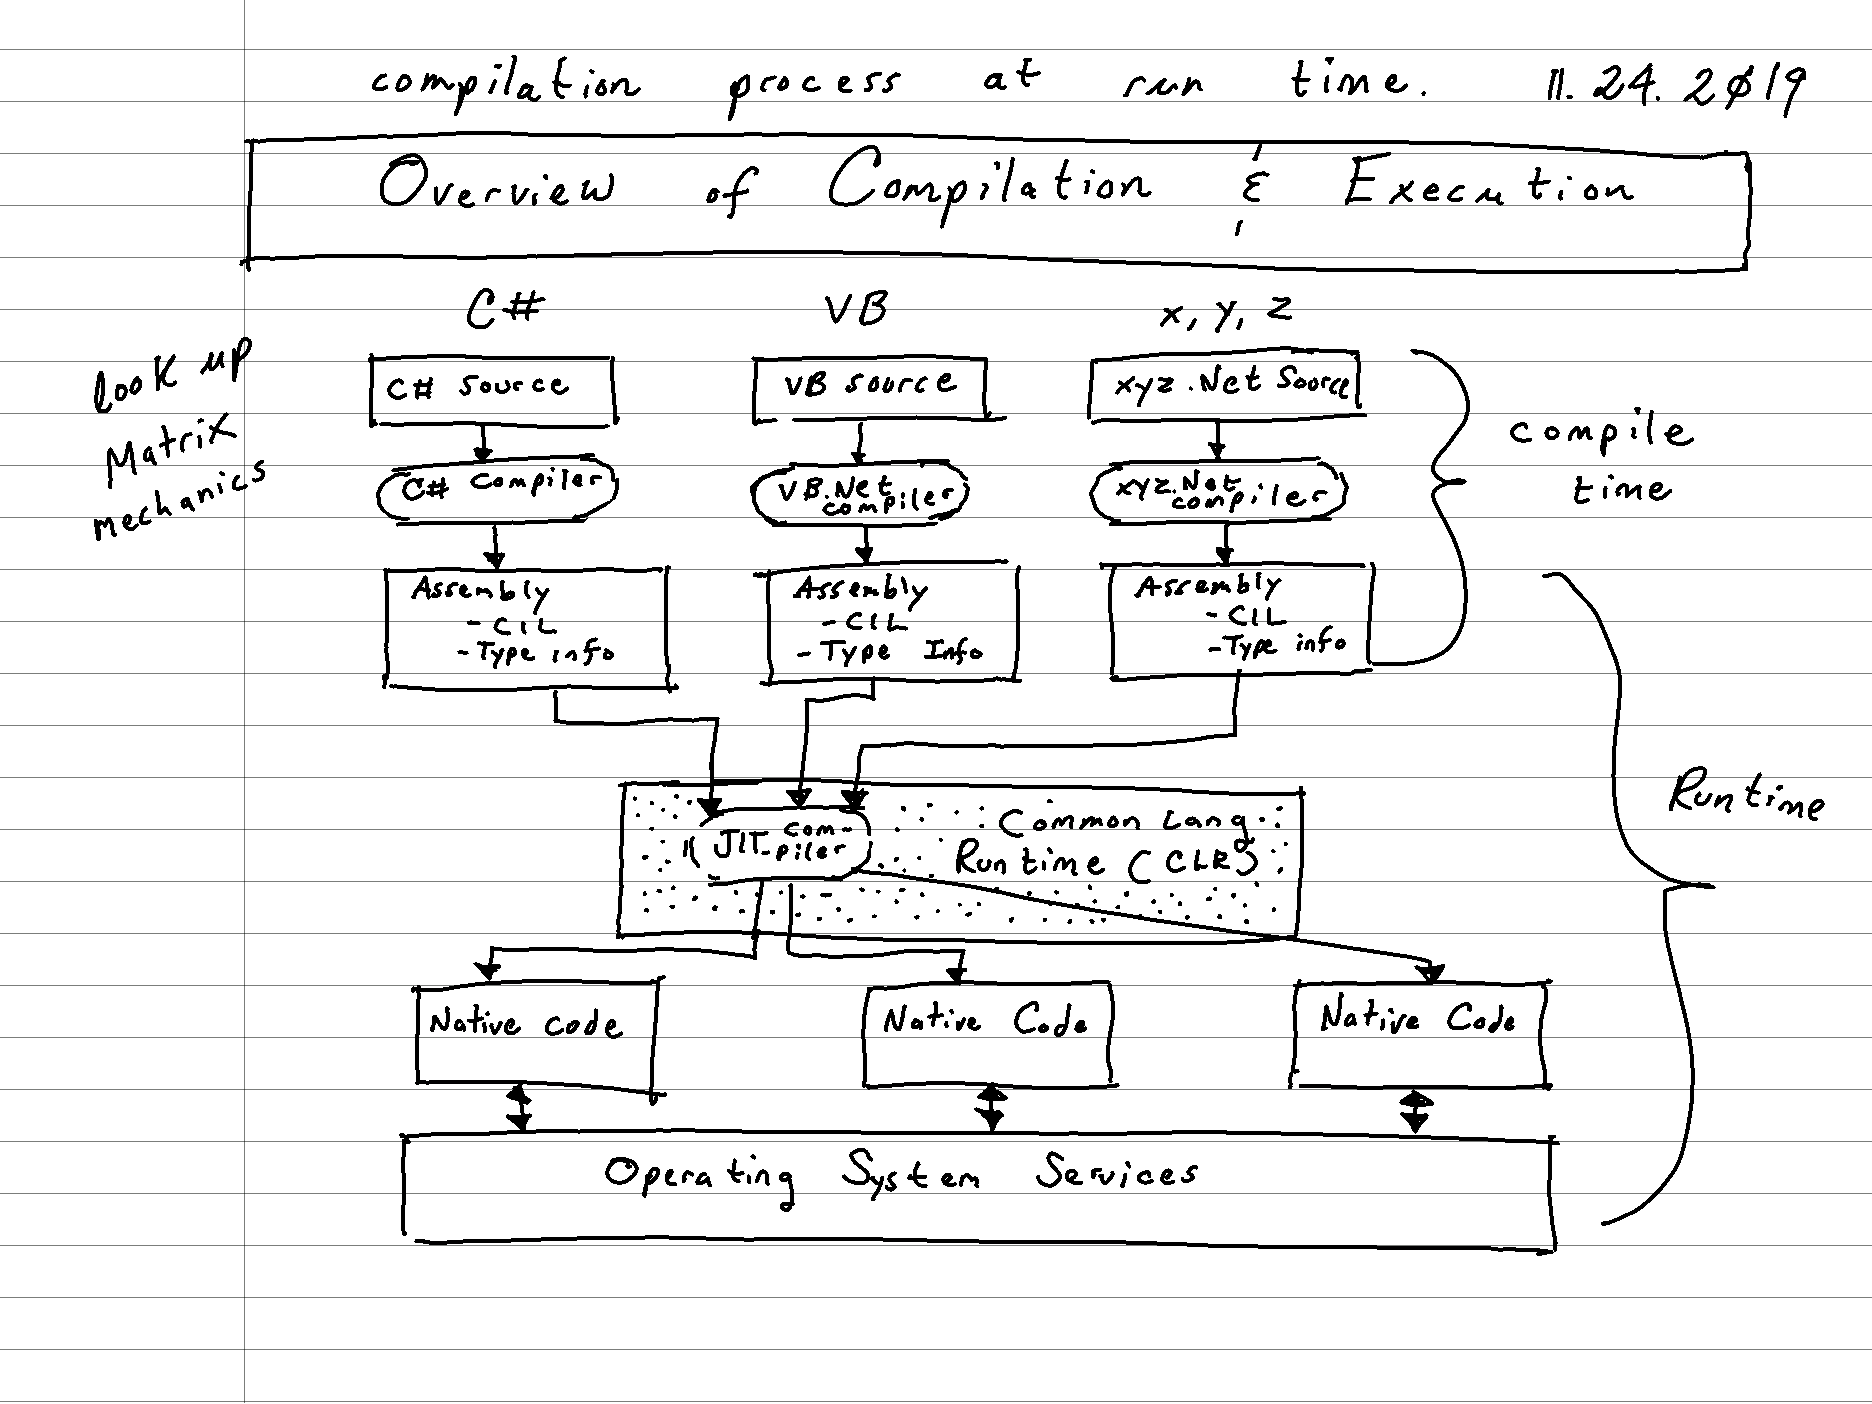 compilation process at run time. 11. 24. 2019
Overview of Compilation & Execution
C#
VB
x, y, z
look up
Matrix
mechanics
C# source
VB source
xyz.Net Source
compile
time
C# Compiler
VB.Net
compiler
xyz.Net
compiler
Assembly
- CIL
- Type info
Assembly
- CIL
- Type Info
Assembly
- CIL
- Type info
Runtime
JIT com-
piler
Common Lang.
Runtime (CLR)
Native code
Native Code
Native Code
Operating System Services